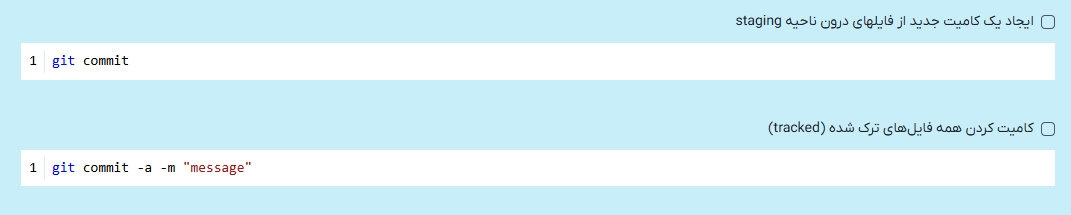 ایجاد یک کامیت جدید از فایلهای درون ناحیه staging
1 git commit
کامیت کردن همه فایل‌های ترک شده (tracked)
1 git commit -a -m "message"